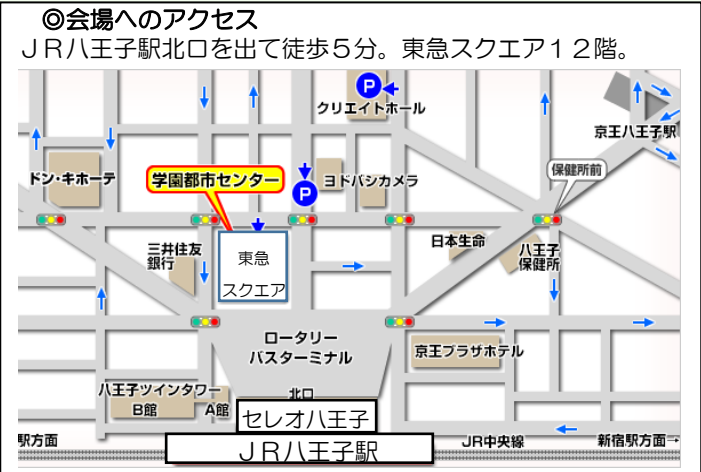 ◎会場へのアクセス
ＪＲ八王子駅北口を出て徒歩５分。東急スクエア１２階。
P
クリエイトホール
京王八王子駅
ドン・キホーテ
学園都市センター
P
ヨドバシカメラ
保健所前
三井住友
銀行
東急
スクエア
日本生命
八王子
保健所
ロータリー
バスターミナル
京王プラザホテル
八王子ツインタワー
B館
A館
北口
セレオ八王子
駅方面
ＪＲ八王子駅
JR中央線
新宿駅方面→